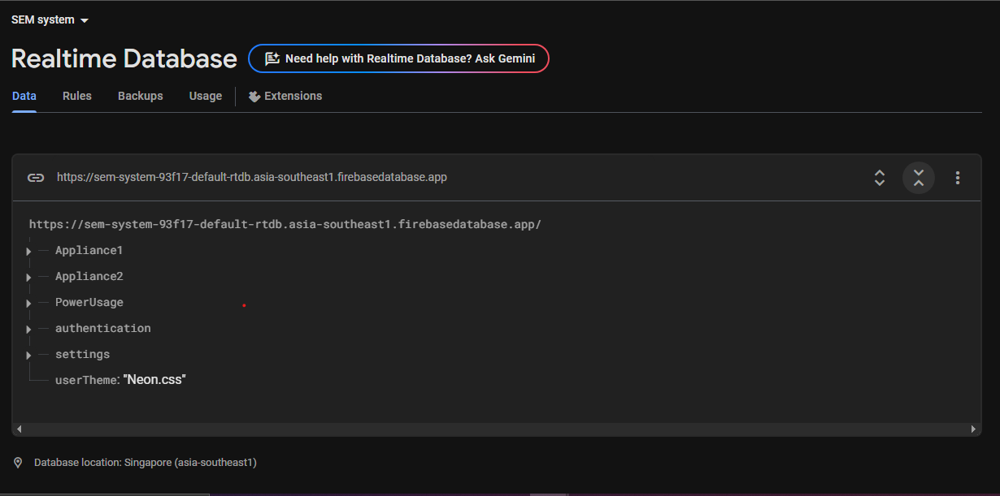 SEM system
Realtime Database
Need help with Realtime Database? Ask Gemini
Data Rules Backups Usage Extensions
https://sem-system-93f17-default-rtdb.asia-southeast1.firebasedatabase.app
https://sem-system-93f17-default-rtdb.asia-southeast1.firebasedatabase.app/
Appliance1
Appliance2
PowerUsage
authentication
settings
userTheme: "Neon.css"
Database location: Singapore (asia-southeast1)